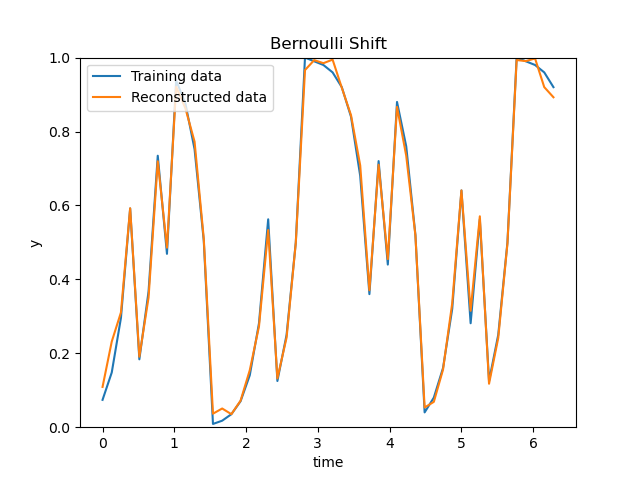 Bernoulli Shift
Training data
Reconstructed data
1.0
0.8
0.6
0.4
0.2
0.0
y
0 1 2 3 4 5 6
time